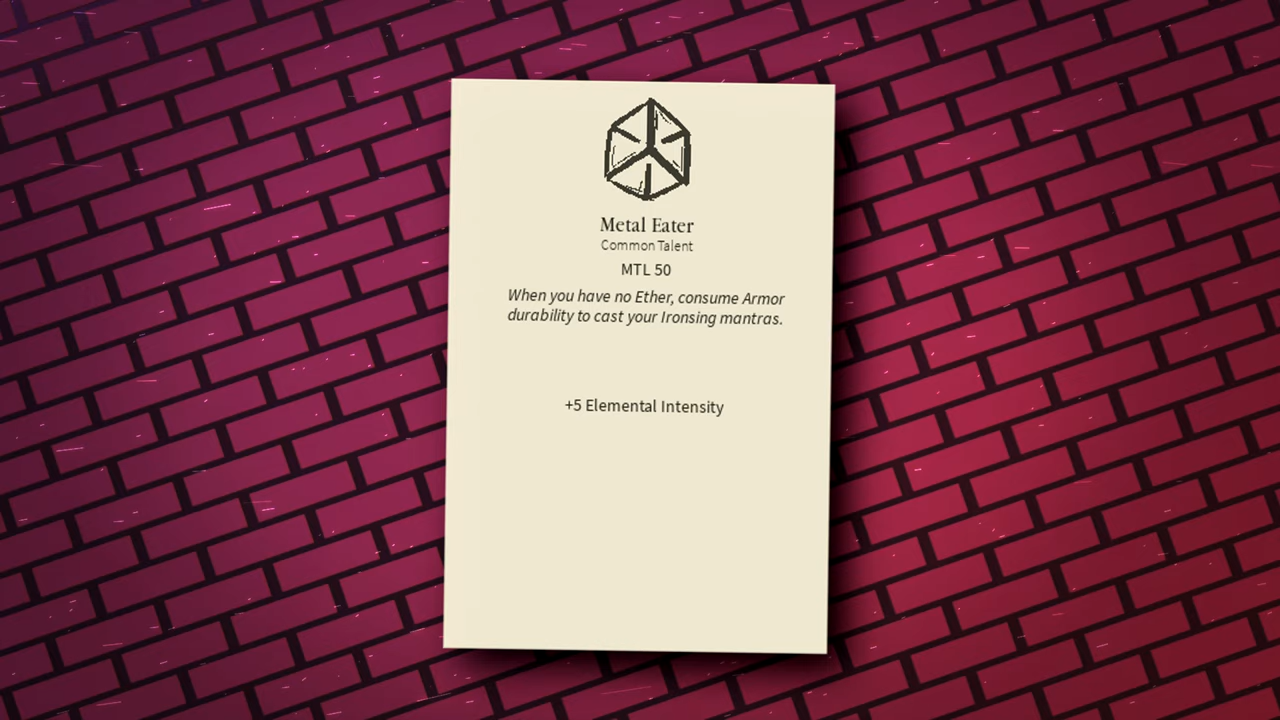 Metal Eater
Common Talent
MTL 50
When you have no Ether, consume Armor
durability to cast your Ironsing mantras.
+5 Elemental Intensity